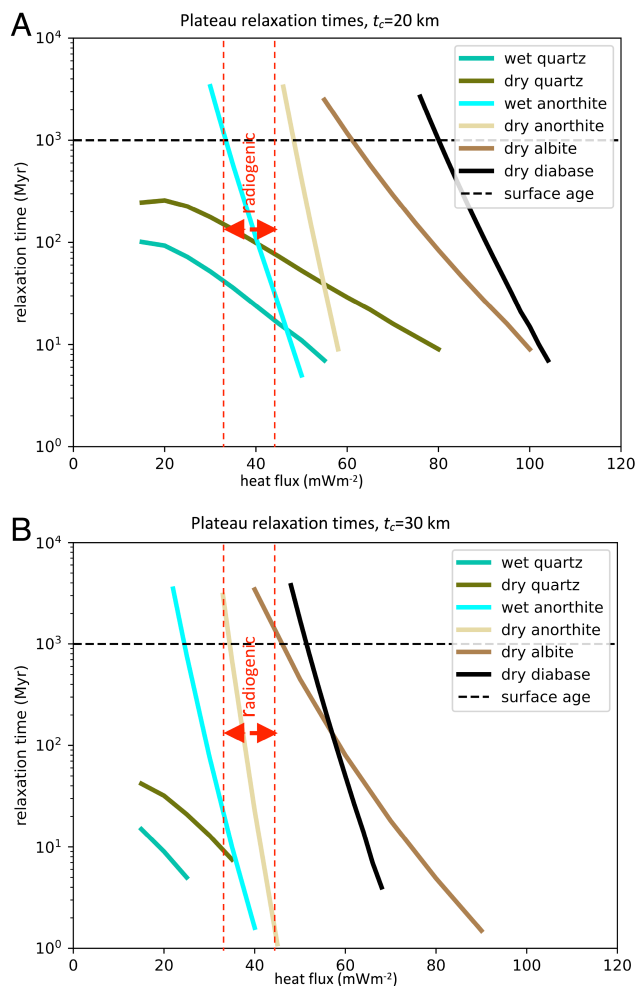 A
Plateau relaxation times, t_c=20 km
10⁴
10³
10²
10¹
10⁰
relaxation time (Myr)
radiogenic
wet quartz
dry quartz
wet anorthite
dry anorthite
dry albite
dry diabase
surface age
0
20
40
60
80
100
120
heat flux (mWm⁻²)
B
Plateau relaxation times, t_c=30 km
10⁴
10³
10²
10¹
10⁰
relaxation time (Myr)
radiogenic
wet quartz
dry quartz
wet anorthite
dry anorthite
dry albite
dry diabase
surface age
0
20
40
60
80
100
120
heat flux (mWm⁻²)